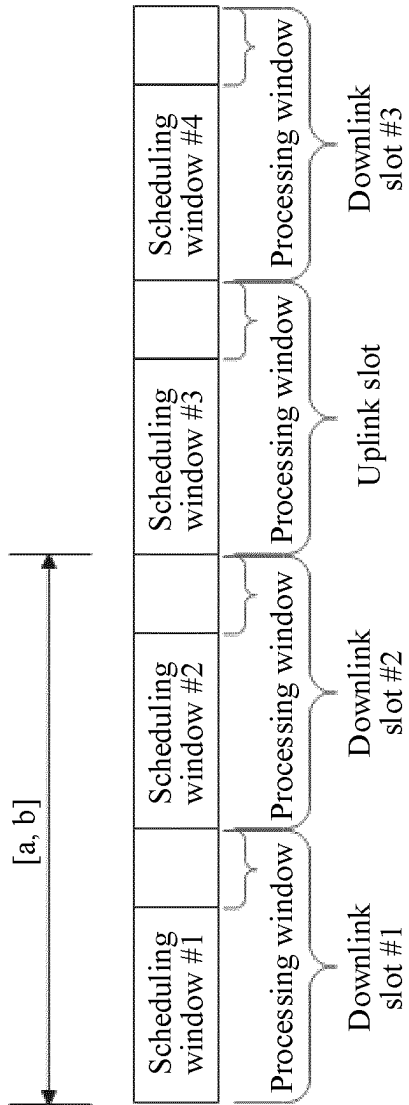 [a, b]
Scheduling
window #1
Scheduling
window #2
Scheduling
window #3
Scheduling
window #4
Processing window
Processing window
Processing window
Processing window
Downlink
slot #1
Downlink
slot #2
Uplink slot
Downlink
slot #3